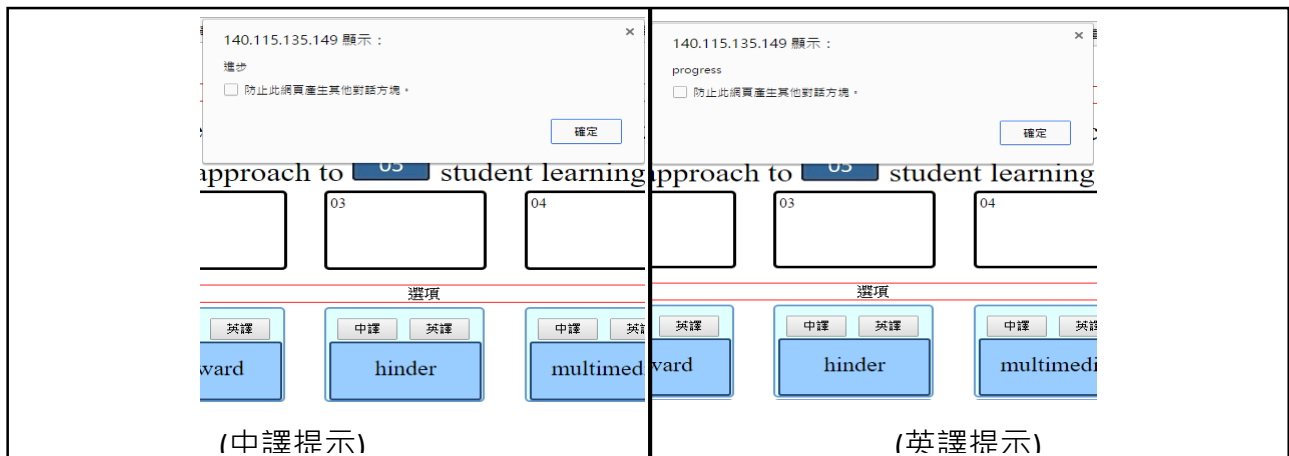 140.115.135.149 顯示：
×
進步
防止此網頁產生其他對話方塊。
確定
approach to 03 student learning
03
04
選項
英譯
中譯 英譯
中譯
ward
hinder
multimed
(中譯提示)
140.115.135.149 顯示：
×
progress
防止此網頁產生其他對話方塊。
確定
pproach to 03 student learning
03
04
選項
英譯
中譯 英譯
中譯
vard
hinder
multimedi
(英譯提示)